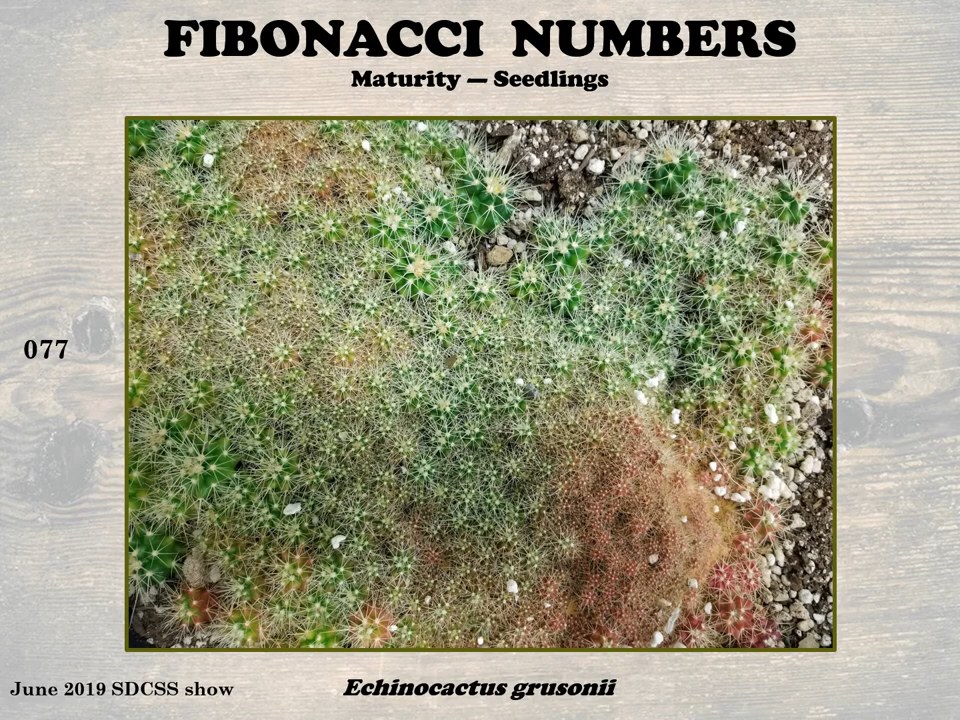 FIBONACCI NUMBERS
Maturity — Seedlings
077
June 2019 SDCSS show
Echinocactus grusonii